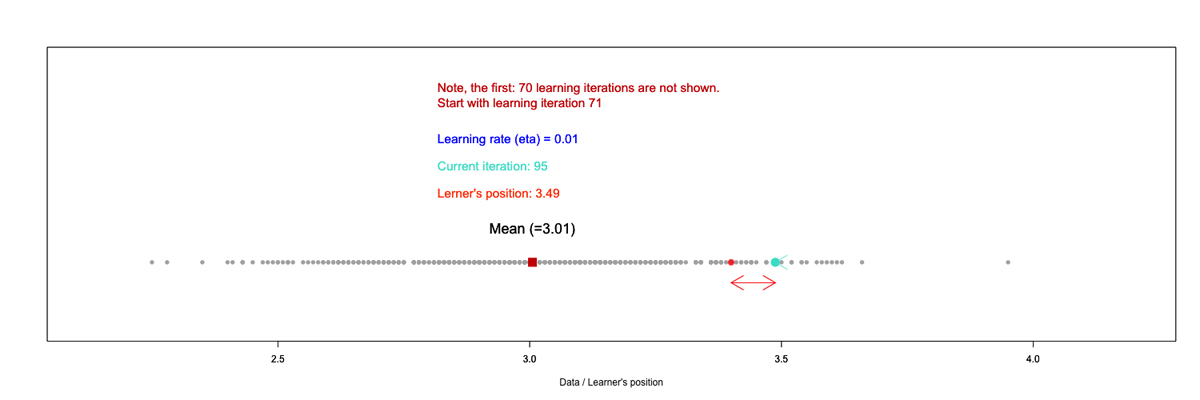 Note, the first: 70 learning iterations are not shown.
Start with learning iteration 71
Learning rate (eta) = 0.01
Current iteration: 95
Lerner's position: 3.49
Mean (=3.01)
2.5
3.0
3.5
4.0
Data / Learner's position